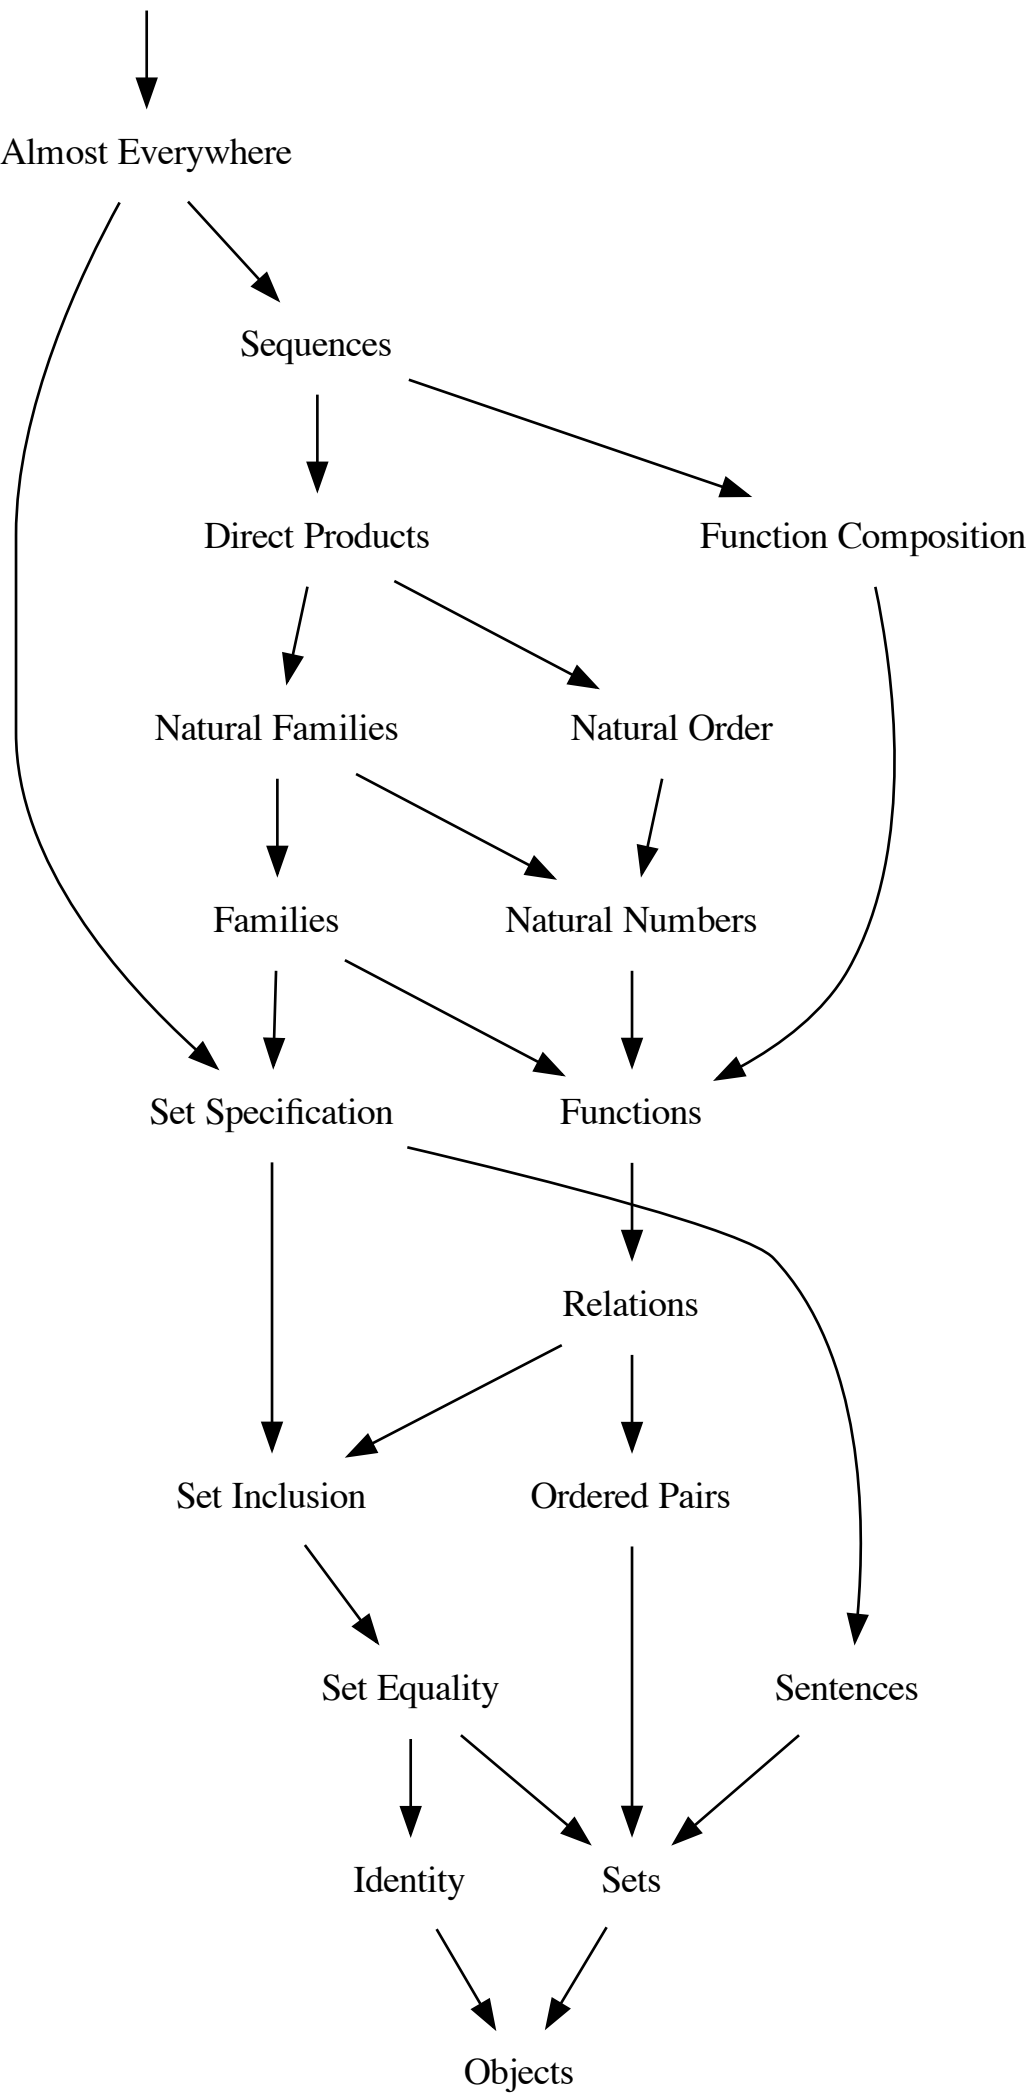 Almost Everywhere
Sequences
Direct Products
Function Composition
Natural Families
Natural Order
Families
Natural Numbers
Set Specification
Functions
Relations
Set Inclusion
Ordered Pairs
Set Equality
Sentences
Identity
Sets
Objects